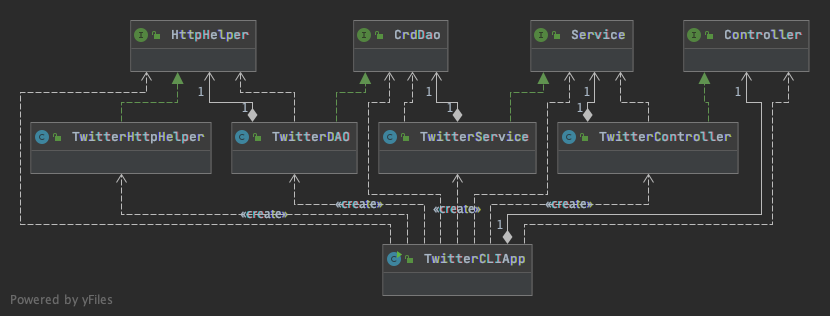 HttpHelper CrdDao Service Controller
1 1 1 1
1 1 1
TwitterHttpHelper TwitterDAO TwitterService TwitterController
«create» «create» «create» «create»
1
TwitterCLIApp
Powered by yFiles